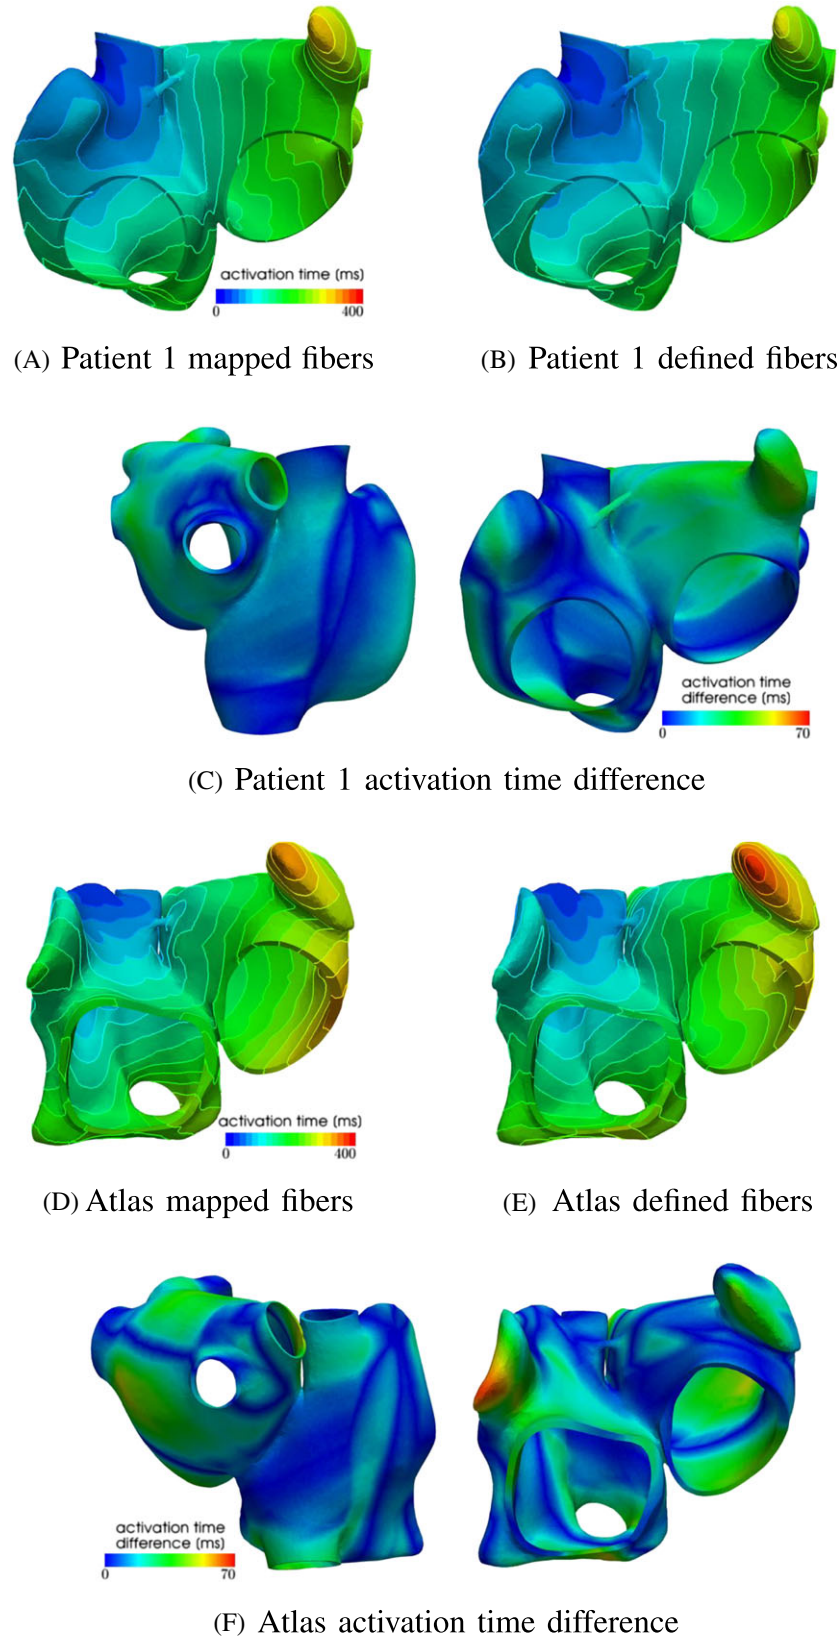 activation time (ms)
0 400
(A) Patient 1 mapped fibers
(B) Patient 1 defined fibers
activation time
difference (ms)
0 70
(C) Patient 1 activation time difference
activation time (ms)
0 400
(D) Atlas mapped fibers
(E) Atlas defined fibers
activation time
difference (ms)
0 70
(F) Atlas activation time difference